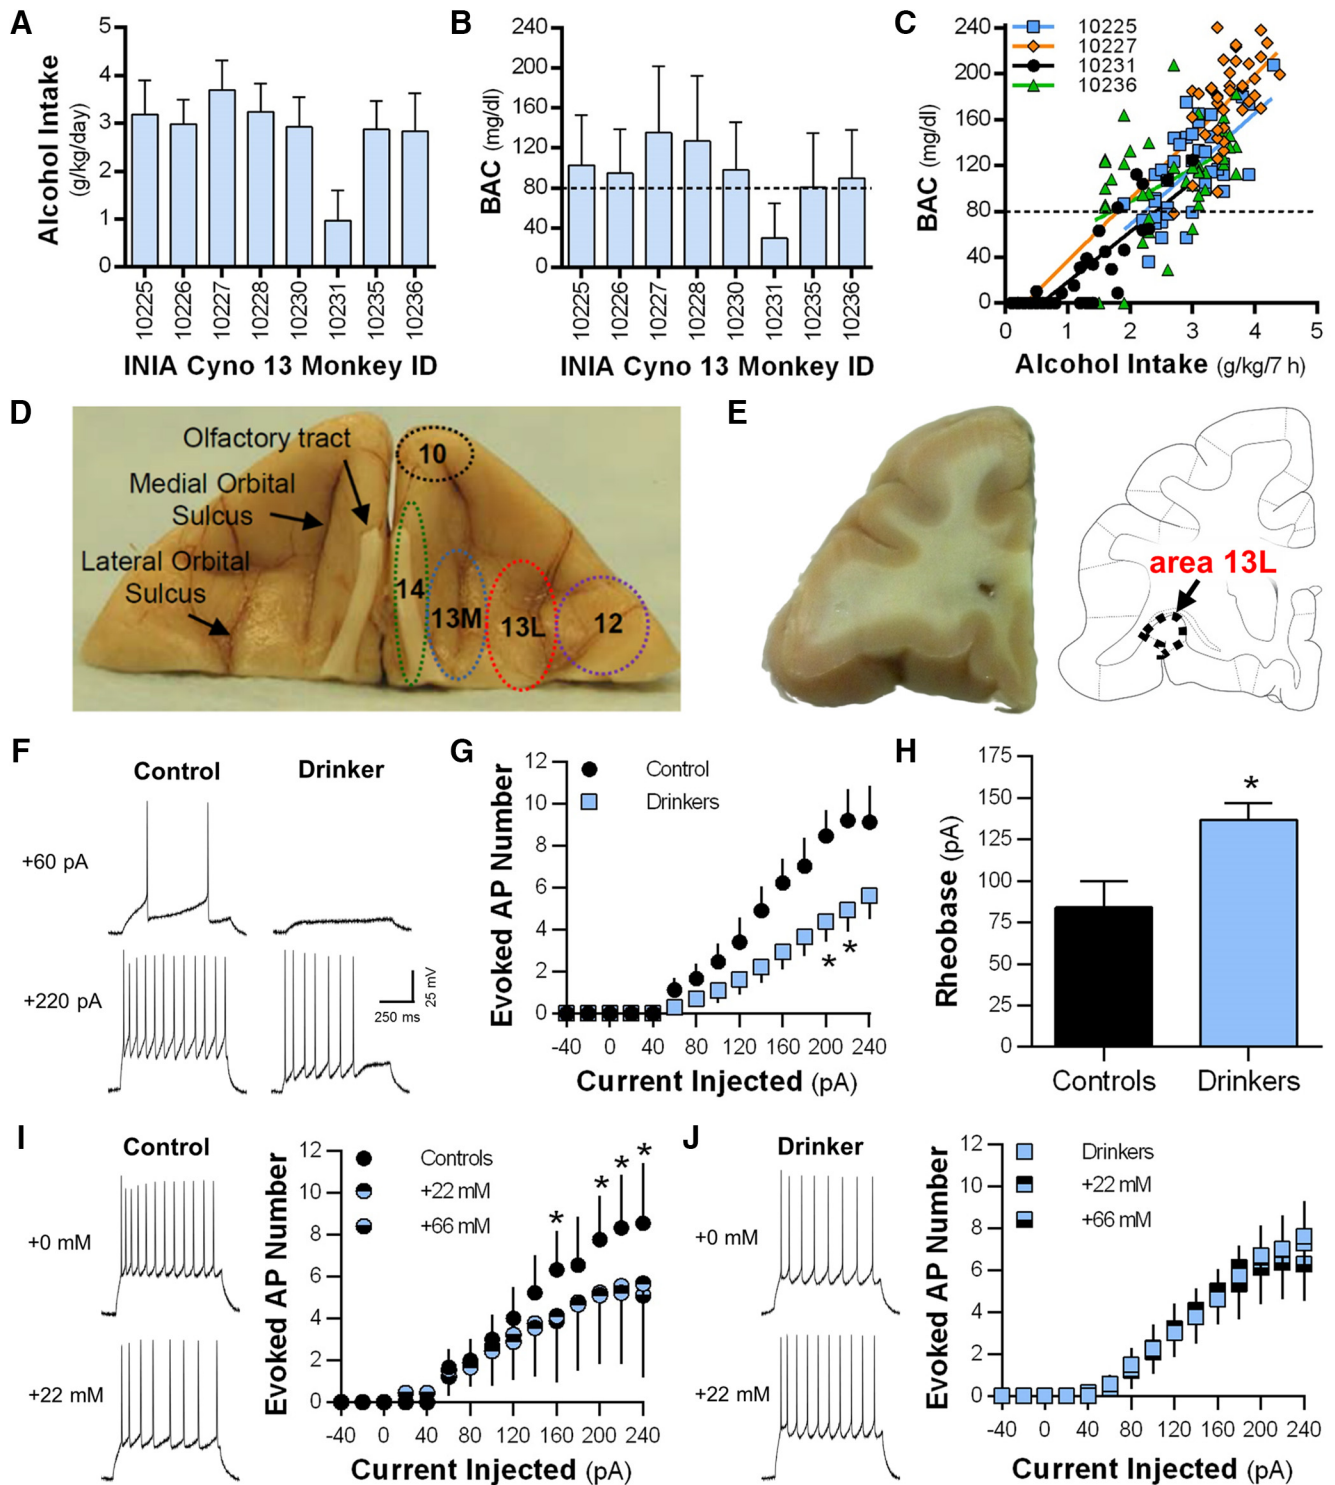 A
Alcohol Intake
(g/kg/day)
5
4
3
2
1
0
10225
10226
10227
10228
10230
10231
10235
10236
INIA Cyno 13 Monkey ID
B
BAC (mg/dl)
240
200
160
120
80
40
0
10225
10226
10227
10228
10230
10231
10235
10236
INIA Cyno 13 Monkey ID
C
BAC (mg/dl)
240
200
160
120
80
40
0
10225
10227
10231
10236
0 1 2 3 4 5
Alcohol Intake (g/kg/7 h)
D
Olfactory tract
Medial Orbital
Sulcus
Lateral Orbital
Sulcus
10
14
13M
13L
12
E
area 13L
F
Control
Drinker
+60 pA
+220 pA
25 mV
250 ms
G
Evoked AP Number
12
10
8
6
4
2
0
Control
Drinkers
*
*
-40 0 40 80 120 160 200 240
Current Injected (pA)
H
Rheobase (pA)
175
150
125
100
75
50
25
0
*
Controls Drinkers
I
Control
+0 mM
+22 mM
Evoked AP Number
12
10
8
6
4
2
0
Controls
+22 mM
+66 mM
*
*
*
*
-40 0 40 80 120 160 200 240
Current Injected (pA)
J
Drinker
+0 mM
+22 mM
Evoked AP Number
12
10
8
6
4
2
0
Drinkers
+22 mM
+66 mM
-40 0 40 80 120 160 200 240
Current Injected (pA)